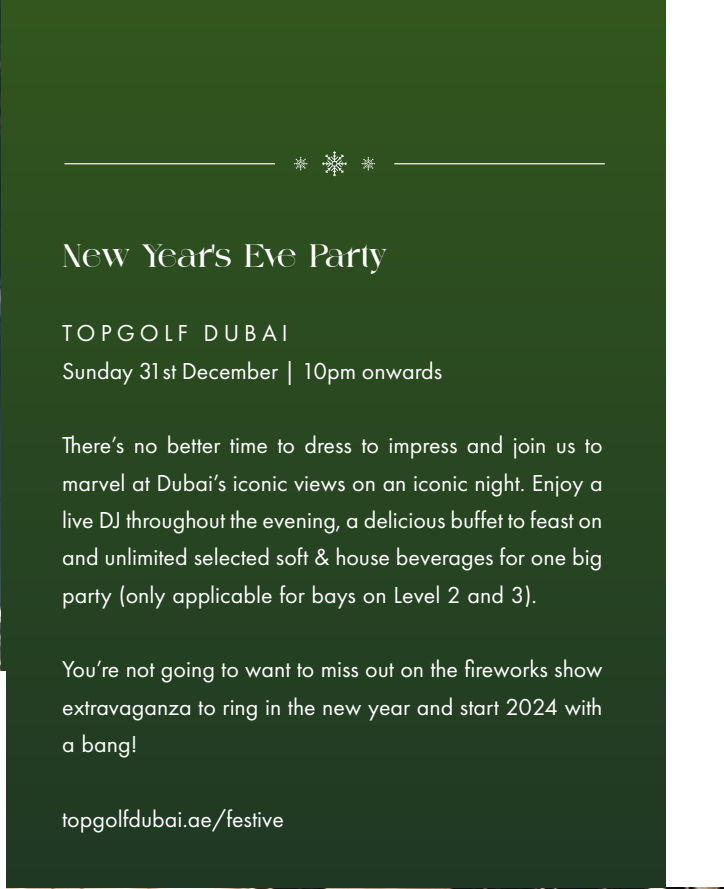 New Year's Eve Party
TOPGOLF DUBAI
Sunday 31st December | 10pm onwards
There’s no better time to dress to impress and join us to
marvel at Dubai’s iconic views on an iconic night. Enjoy a
live DJ throughout the evening, a delicious buffet to feast on
and unlimited selected soft & house beverages for one big
party (only applicable for bays on Level 2 and 3).
You’re not going to want to miss out on the fireworks show
extravaganza to ring in the new year and start 2024 with
a bang!
topgolfdubai.ae/festive